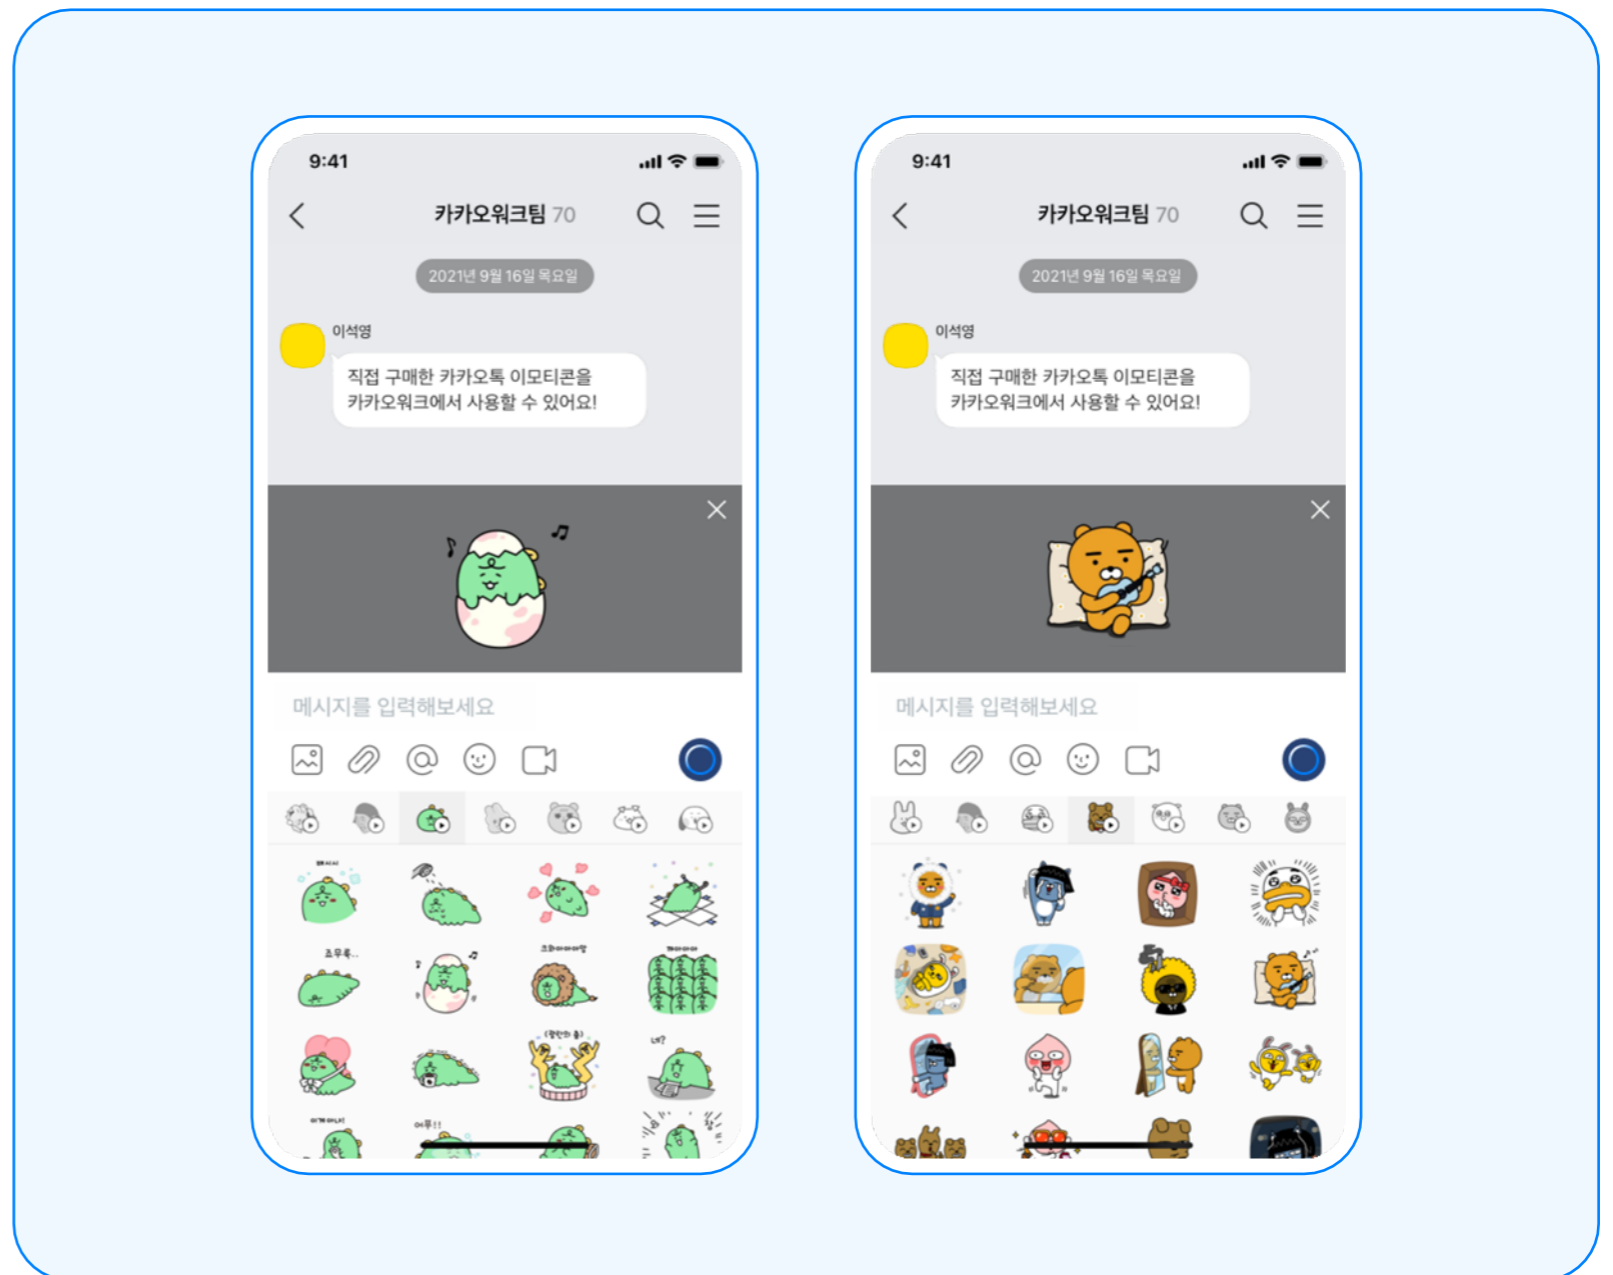 9:41
카카오워크팀 70
2021년 9월 16일 목요일
이석영
직접 구매한 카카오톡 이모티콘을
카카오워크에서 사용할 수 있어요!
메시지를 입력해보세요
조무룩..
네?
어푸!!
9:41
카카오워크팀 70
2021년 9월 16일 목요일
이석영
직접 구매한 카카오톡 이모티콘을
카카오워크에서 사용할 수 있어요!
메시지를 입력해보세요